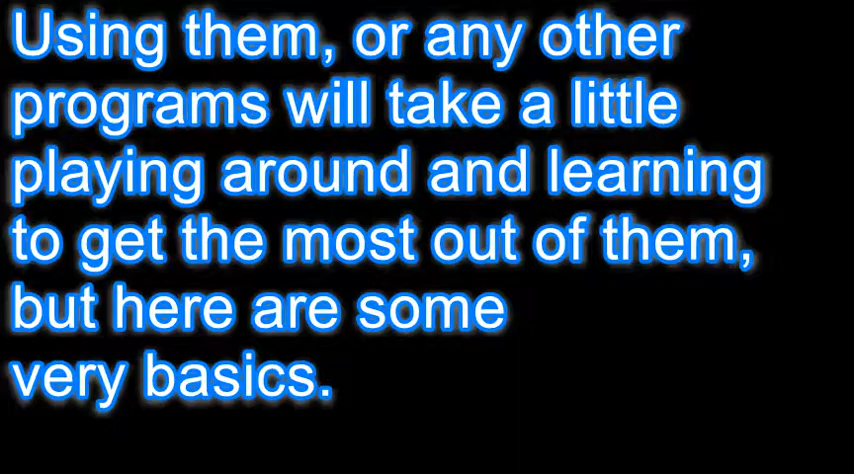 Using them, or any other
programs will take a little
playing around and learning
to get the most out of them,
but here are some
very basics.